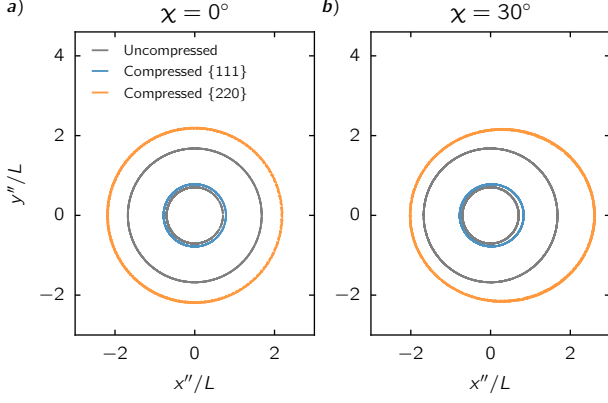 a) χ = 0° b) χ = 30°
Uncompressed
Compressed {111}
Compressed {220}
4
2
0
−2
y″/L
−2 0 2
x″/L
4
2
0
−2
−2 0 2
x″/L